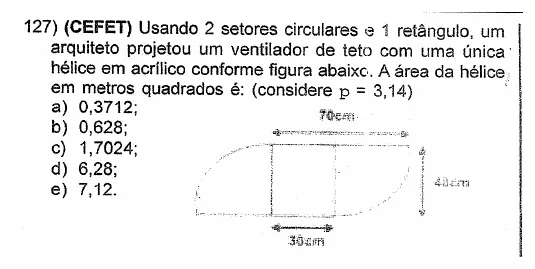 127) (CEFET) Usando 2 setores circulares e 1 retângulo, um
arquiteto projetou um ventilador de teto com uma única
hélice em acrílico conforme figura abaixo. A área da hélice,
em metros quadrados é: (considere p = 3,14)
a) 0,3712;
b) 0,628;
c) 1,7024;
d) 6,28;
e) 7,12.
70cm
40cm
30cm